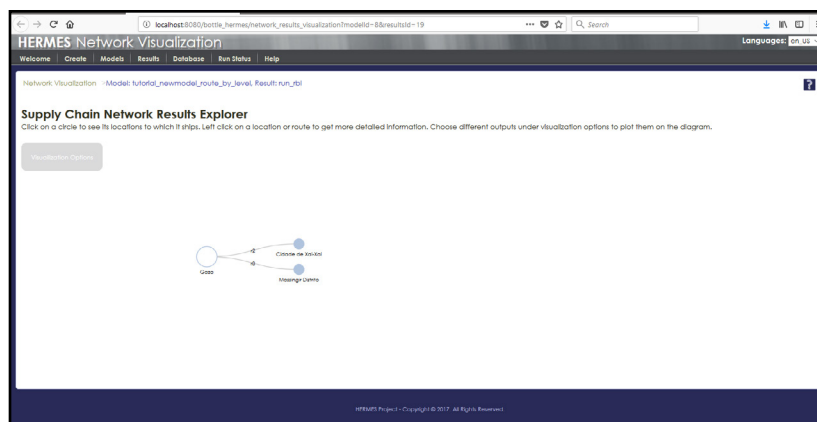 localhost:8080/bottle_hermes/network_results_visualization?modelId=8&resultsId=19
Search
HERMES Network Visualization
Languages: en_us
Welcome Create Models Results Database Run Status Help
Network Visualization >Model: tutorial_newmodel_route_by_level, Result: run_rbl
?
Supply Chain Network Results Explorer
Click on a circle to see its locations to which it ships. Left click on a location or route to get more detailed information. Choose different outputs under visualization options to plot them on the diagram.
Visualization Options
Cidade de Xai-Xai
Gaza
Massingir Distrito
HERMES Project - Copyright © 2017 All Rights Reserved